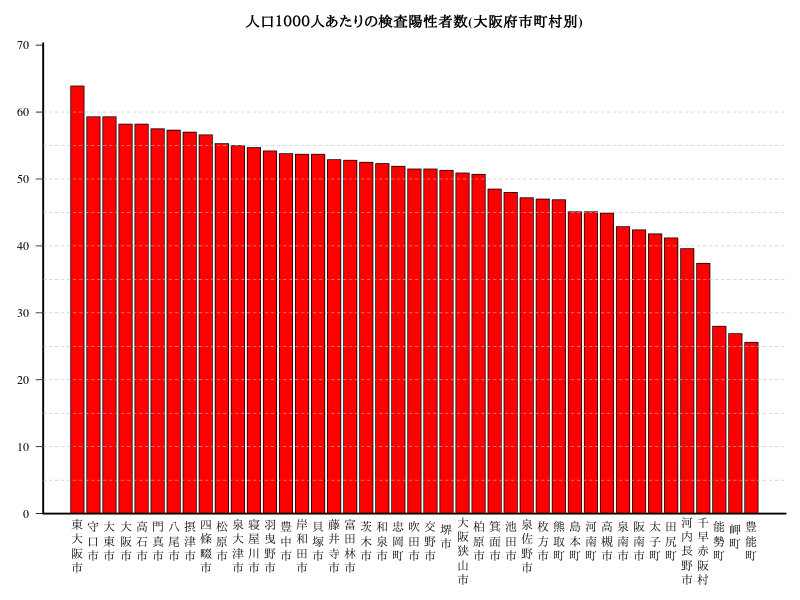 人口1000人あたりの検査陽性者数(大阪府市町村別)
70
60
50
40
30
20
10
0
東大阪市
守口市
大東市
大阪市
高石市
門真市
八尾市
摂津市
四條畷市
松原市
泉大津市
寝屋川市
羽曳野市
豊中市
岸和田市
貝塚市
藤井寺市
富田林市
茨木市
和泉市
忠岡町
吹田市
交野市
堺市
大阪狭山市
柏原市
箕面市
池田市
泉佐野市
枚方市
熊取町
島本町
河南町
高槻市
泉南市
阪南市
太子町
田尻町
河内長野市
千早赤阪村
能勢町
岬町
豊能町